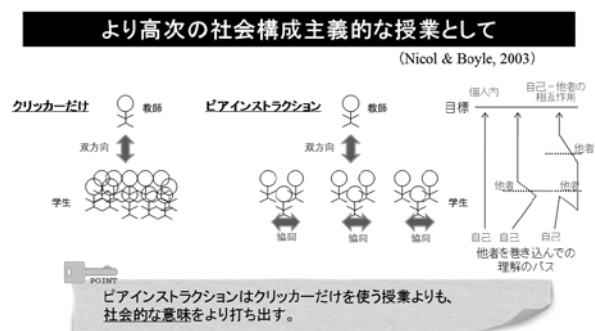 より高次の社会構成主義的な授業として
（Nicol & Boyle, 2003）
クリッカーだけ
教師
双方向
学生
ピアインストラクション
教師
双方向
学生
協同
協同
協同
個人内
自己－他者の
相互作用
目標
他者
他者
他者
自己
自己
自己
他者を巻き込んでの
理解のパス
POINT
ピアインストラクションはクリッカーだけを使う授業よりも、
社会的な意味をより打ち出す。